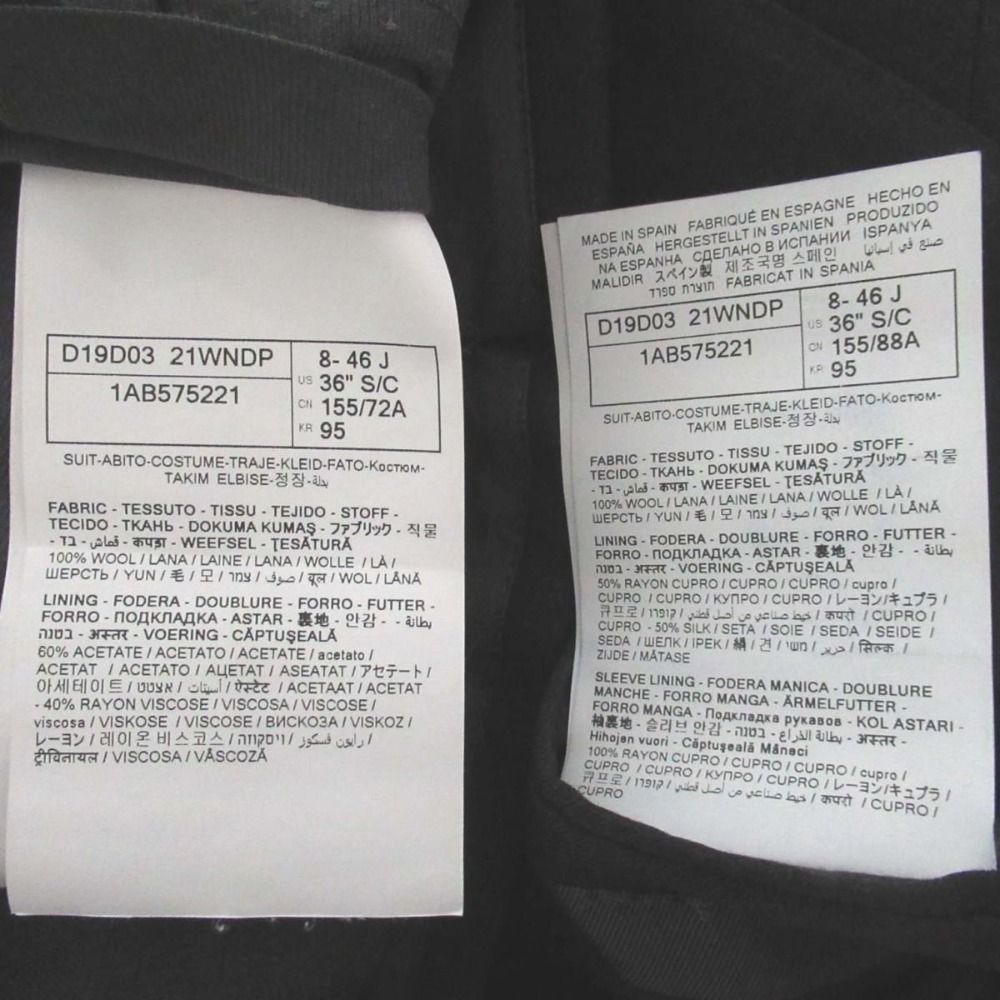 D19D03 21WNDP
1AB575221
8- 46 J
US 36" S/C
CN 155/72A
KR 95
SUIT-ABITO-COSTUME-TRAJE-KLEID-FATO-Костюм-
TAKIM ELBISE-정장-بدلة
FABRIC - TESSUTO - TISSU - TEJIDO - STOFF -
TECIDO - ТКАНЬ - DOKUMA KUMAŞ - ファブリック - 직물
- בד - قماش - कपड़ा - WEEFSEL - ŢESĂTURĂ
100% WOOL / LANA / LAINE / LANA / WOLLE / LÀ /
ШЕРСТЬ / YUN / 毛 / 모 / צמר / صوف / वूल / WOL / LÂNĂ
LINING - FODERA - DOUBLURE - FORRO - FUTTER -
FORRO - ПОДКЛАДКА - ASTAR - 裏地 - 안감 - بطانة -
בטנה - अस्तर - VOERING - CĂPTUŞEALĂ
60% ACETATE / ACETATO / ACETATE / acetato /
ACETAT / ACETATO / АЦЕТАТ / ASEATAT / アセテート /
아세테이트 / אצטט / أسيتات / ऐस्टेट / ACETAAT / ACETAT
- 40% RAYON VISCOSE / VISCOSA / VISCOSE /
viscosa / VISKOSE / VISCOSE / ВИСКОЗА / VISKOZ /
レーヨン / 레이온 비스코스 / ויסקוזה / رايون فسكوز /
ट्रीविनायल / VISCOSA / VÂSCOZĂ
MADE IN SPAIN FABRIQUÉ EN ESPAGNE HECHO EN
ESPAÑA HERGESTELLT IN SPANIEN PRODUZIDO
NA ESPANHA СДЕЛАНО В ИСПАНИИ ISPANYA
MALIDIR スペイン製 제조국명 스페인 صنع في إسبانيا
תוצרת ספרד FABRICAT IN SPANIA
D19D03 21WNDP
1AB575221
8- 46 J
US 36" S/C
CN 155/88A
KR 95
SUIT-ABITO-COSTUME-TRAJE-KLEID-FATO-Костюм-
TAKIM ELBISE-정장-بدلة
FABRIC - TESSUTO - TISSU - TEJIDO - STOFF -
TECIDO - ТКАНЬ - DOKUMA KUMAŞ - ファブリック - 직물
- בד - قماش - कपड़ा - WEEFSEL - ŢESĂTURĂ
100% WOOL / LANA / LAINE / LANA / WOLLE / LÀ /
ШЕРСТЬ / YUN / 毛 / 모 / צמר / صوف / वूल / WOL / LÂNĂ
LINING - FODERA - DOUBLURE - FORRO - FUTTER -
FORRO - ПОДКЛАДКА - ASTAR - 裏地 - 안감 - بطانة -
בטנה - अस्तर - VOERING - CĂPTUŞEALĂ
50% RAYON CUPRO / CUPRO / CUPRO / cupro /
CUPRO / CUPRO / КУПРО / CUPRO / レーヨン/キュプラ /
큐프로 / קופרו / خيط صناعي من أصل قطني / कपरो / CUPRO /
CUPRO - 50% SILK / SETA / SOIE / SEDA / SEIDE /
SEDA / ШЕЛК / IPEK / 絹 / 견 / משי / حرير / सिल्क /
ZIJDE / MĂTASE
SLEEVE LINING - FODERA MANICA - DOUBLURE
MANCHE - FORRO MANGA - ÄRMELFUTTER -
FORRO MANGA - Подкладка рукавов - KOL ASTARI -
袖裏地 - 슬리브 안감 - בטנה - بطانة الذراع - अस्तर -
Hihojen vuori - Căptuşeală Mâneci
100% RAYON CUPRO / CUPRO / CUPRO / cupro /
CUPRO / CUPRO / КУПРО / CUPRO / レーヨン/キュプラ /
큐프로 / קופרו / خيط صناعي من أصل قطني / कपरो / CUPRO /
CUPRO